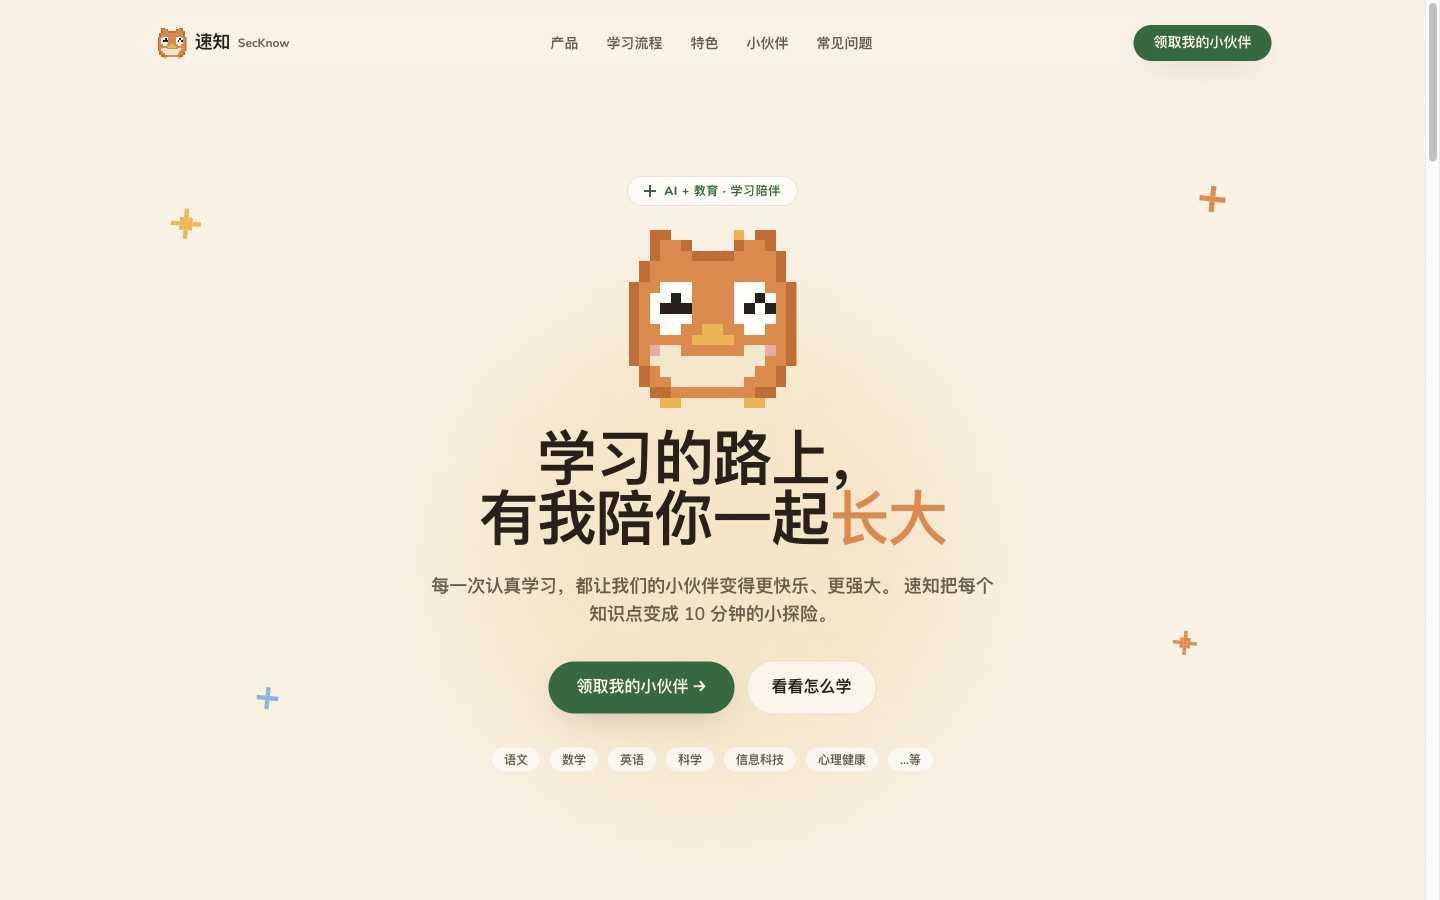 速知 SecKnow
产品 学习流程 特色 小伙伴 常见问题
领取我的小伙伴
AI + 教育 · 学习陪伴
学习的路上，
有我陪你一起长大
每一次认真学习，都让我们的小伙伴变得更快乐、更强大。 速知把每个
知识点变成 10 分钟的小探险。
领取我的小伙伴 →
看看怎么学
语文 数学 英语 科学 信息科技 心理健康 ...等